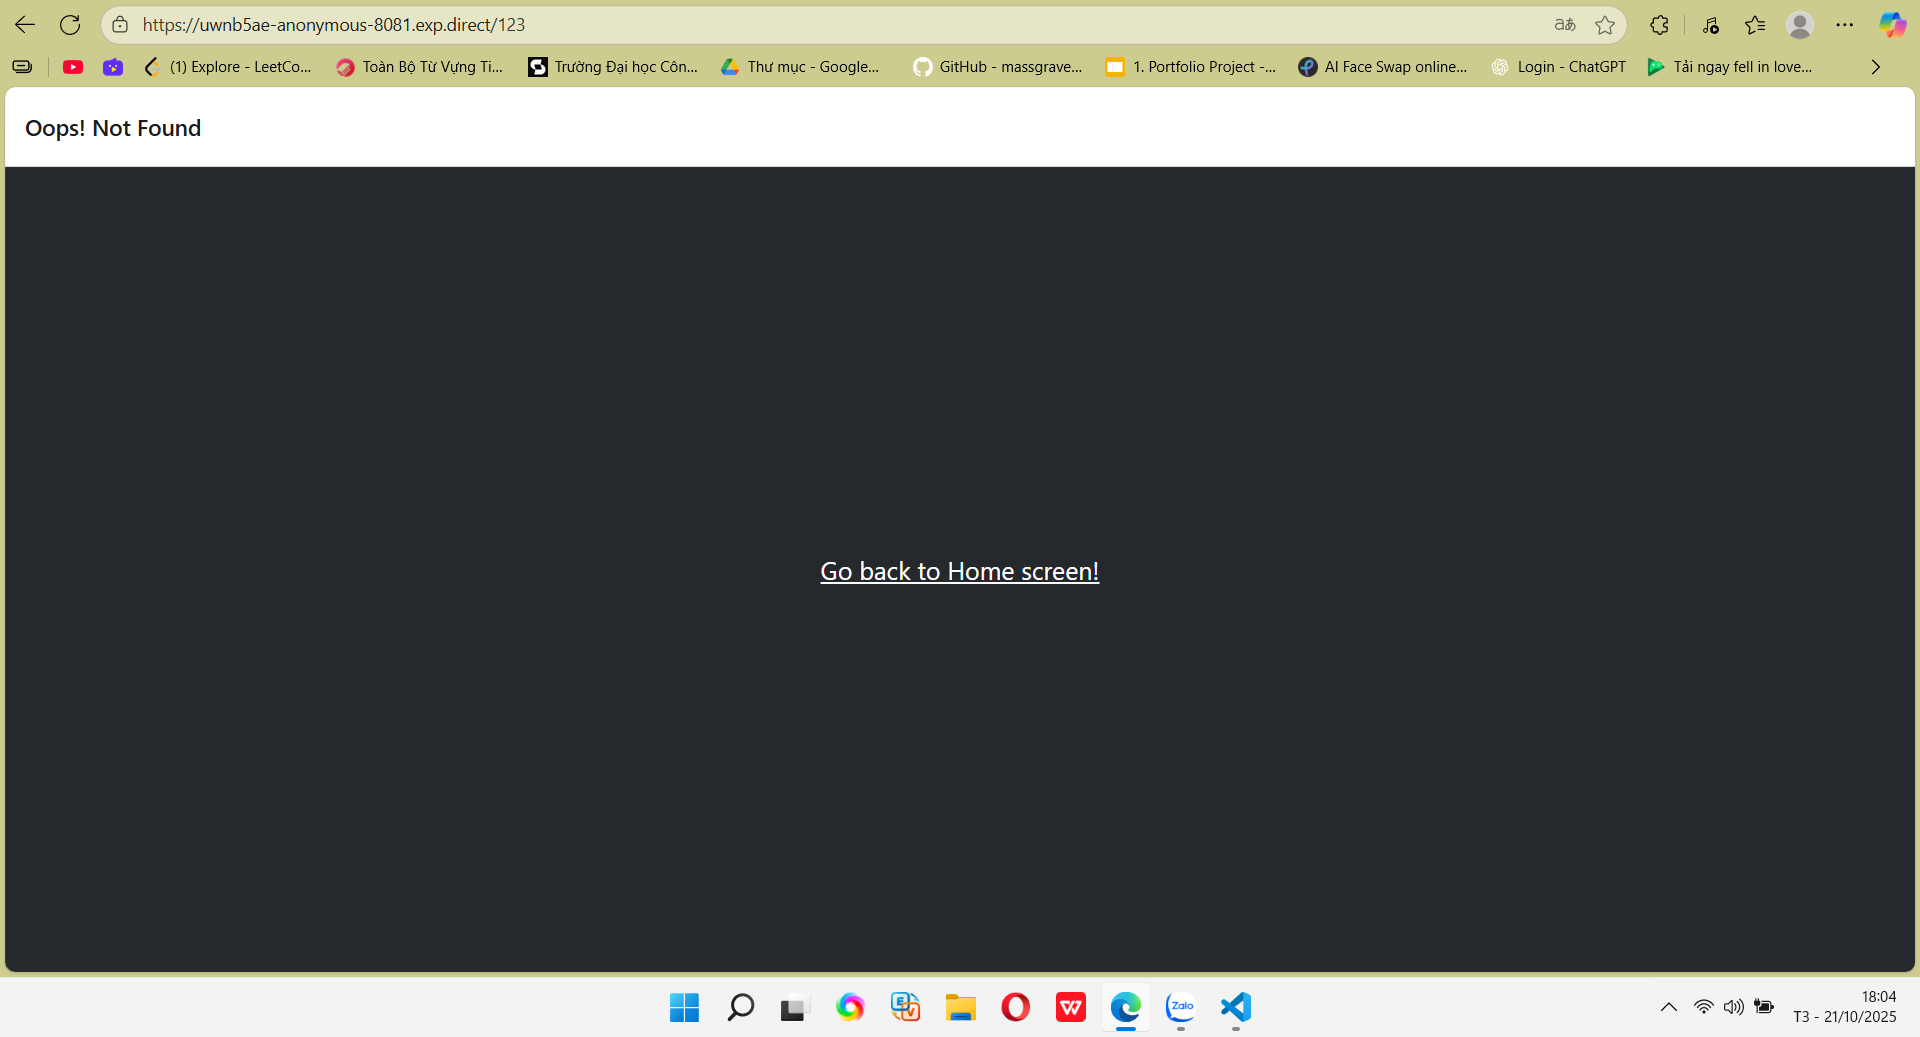 https://uwnb5ae-anonymous-8081.exp.direct/123
(1) Explore - LeetCo...
Toàn Bộ Từ Vựng Ti...
Trường Đại học Côn...
Thư mục - Google...
GitHub - massgrave...
1. Portfolio Project -...
AI Face Swap online...
Login - ChatGPT
Tải ngay fell in love...
Oops! Not Found
Go back to Home screen!
Zalo
18:04
T3 - 21/10/2025